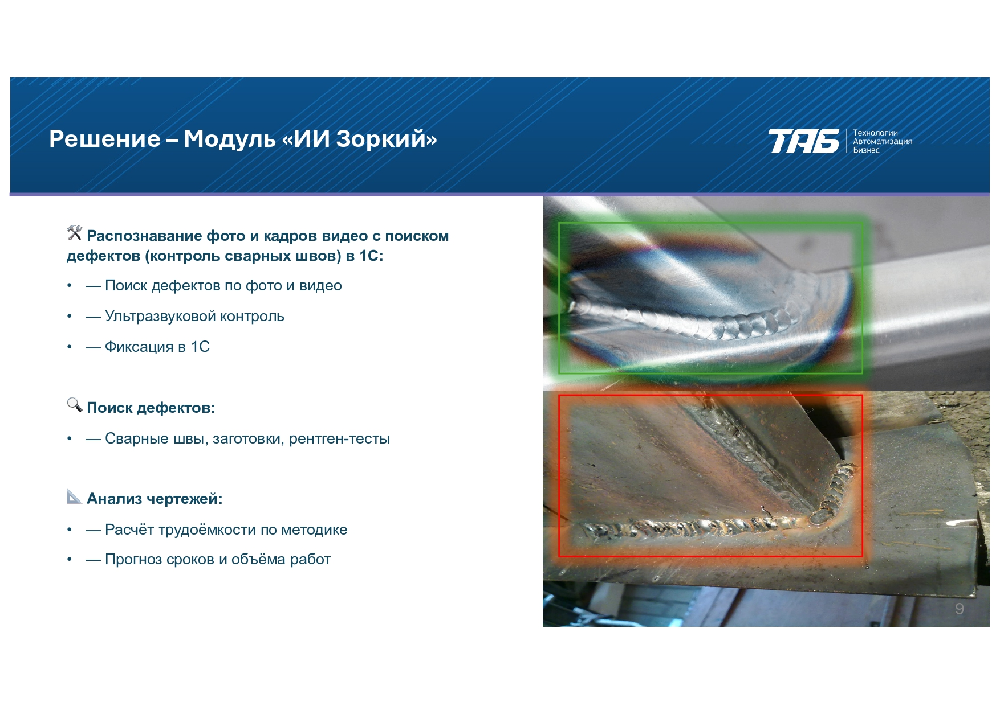 Решение – Модуль «ИИ Зоркий»
ТАБ
Технологии
Автоматизация
Бизнес
🛠 Распознавание фото и кадров видео с поиском
дефектов (контроль сварных швов) в 1С:
• — Поиск дефектов по фото и видео
• — Ультразвуковой контроль
• — Фиксация в 1С
🔍 Поиск дефектов:
• — Сварные швы, заготовки, рентген-тесты
📐 Анализ чертежей:
• — Расчёт трудоёмкости по методике
• — Прогноз сроков и объёма работ
9